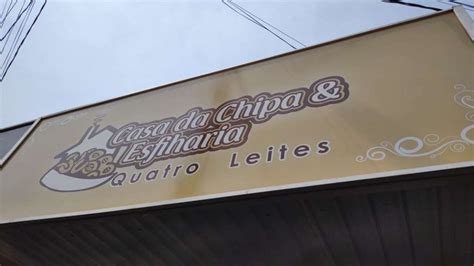 Casa da Chipa &
Esfiharia
Quatro Leites